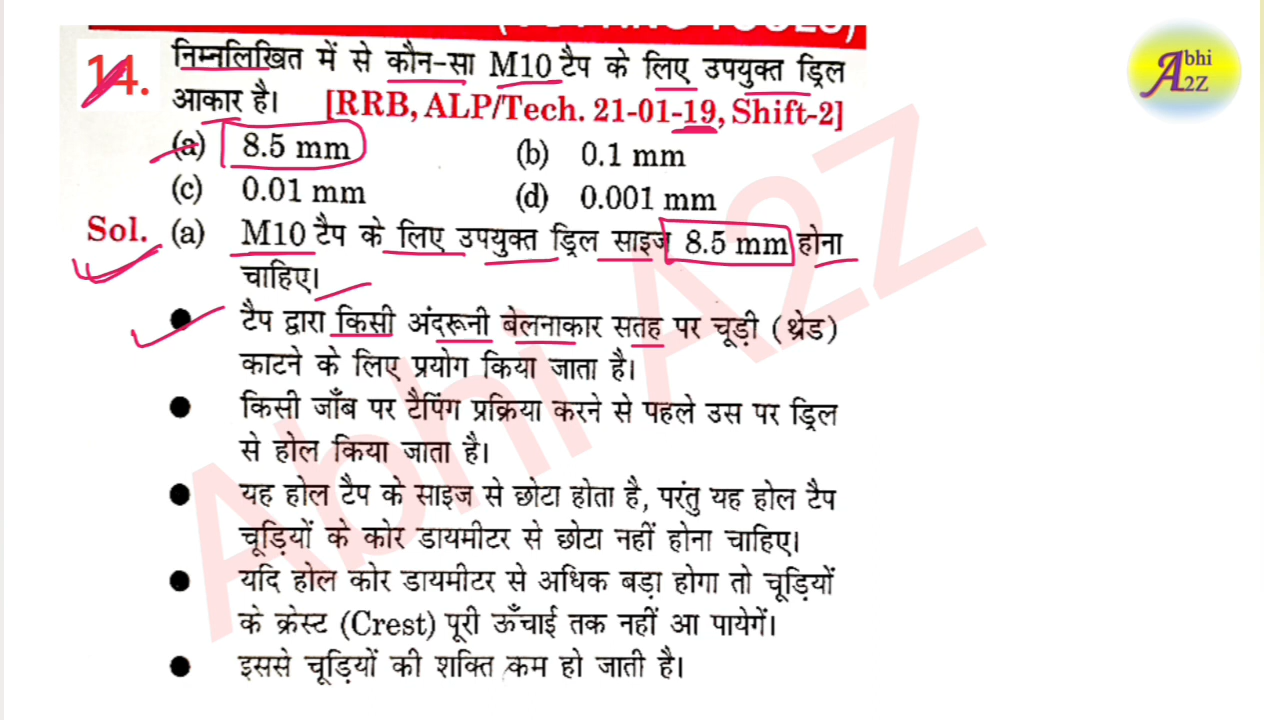 14. निम्नलिखित में से कौन-सा M10 टैप के लिए उपयुक्त ड्रिल
आकार है। [RRB, ALP/Tech. 21-01-19, Shift-2]
(a) 8.5 mm (b) 0.1 mm
(c) 0.01 mm (d) 0.001 mm
Sol. (a) M10 टैप के लिए उपयुक्त ड्रिल साइज 8.5 mm होना
चाहिए।
● टैप द्वारा किसी अंदरूनी बेलनाकार सतह पर चूड़ी (थ्रेड)
काटने के लिए प्रयोग किया जाता है।
● किसी जॉब पर टैपिंग प्रक्रिया करने से पहले उस पर ड्रिल
से होल किया जाता है।
● यह होल टैप के साइज से छोटा होता है, परंतु यह होल टैप
चूड़ियों के कोर डायमीटर से छोटा नहीं होना चाहिए।
● यदि होल कोर डायमीटर से अधिक बड़ा होगा तो चूड़ियों
के क्रेस्ट (Crest) पूरी ऊँचाई तक नहीं आ पायेगें।
● इससे चूड़ियों की शक्ति कम हो जाती है।
Abhi A2Z
Abhi
A2Z